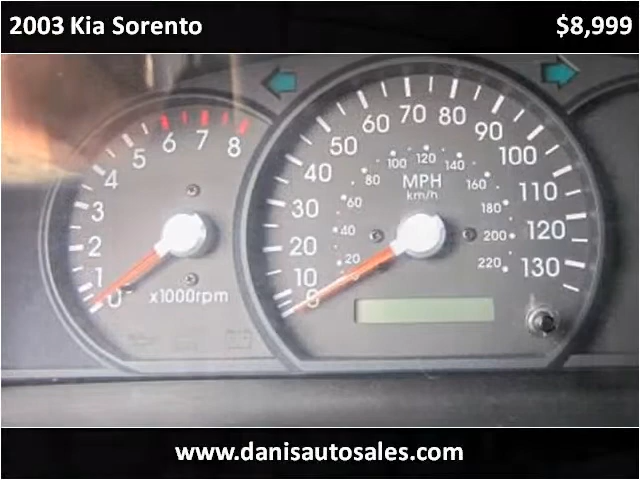 2003 Kia Sorento $8,999
0 1 2 3 4 5 6 7 8
x1000rpm
0 10 20 30 40 50 60 70 80 90 100 110 120 130
20 40 60 80 100 120 140 160 180 200 220
MPH
km/h
www.danisautosales.com